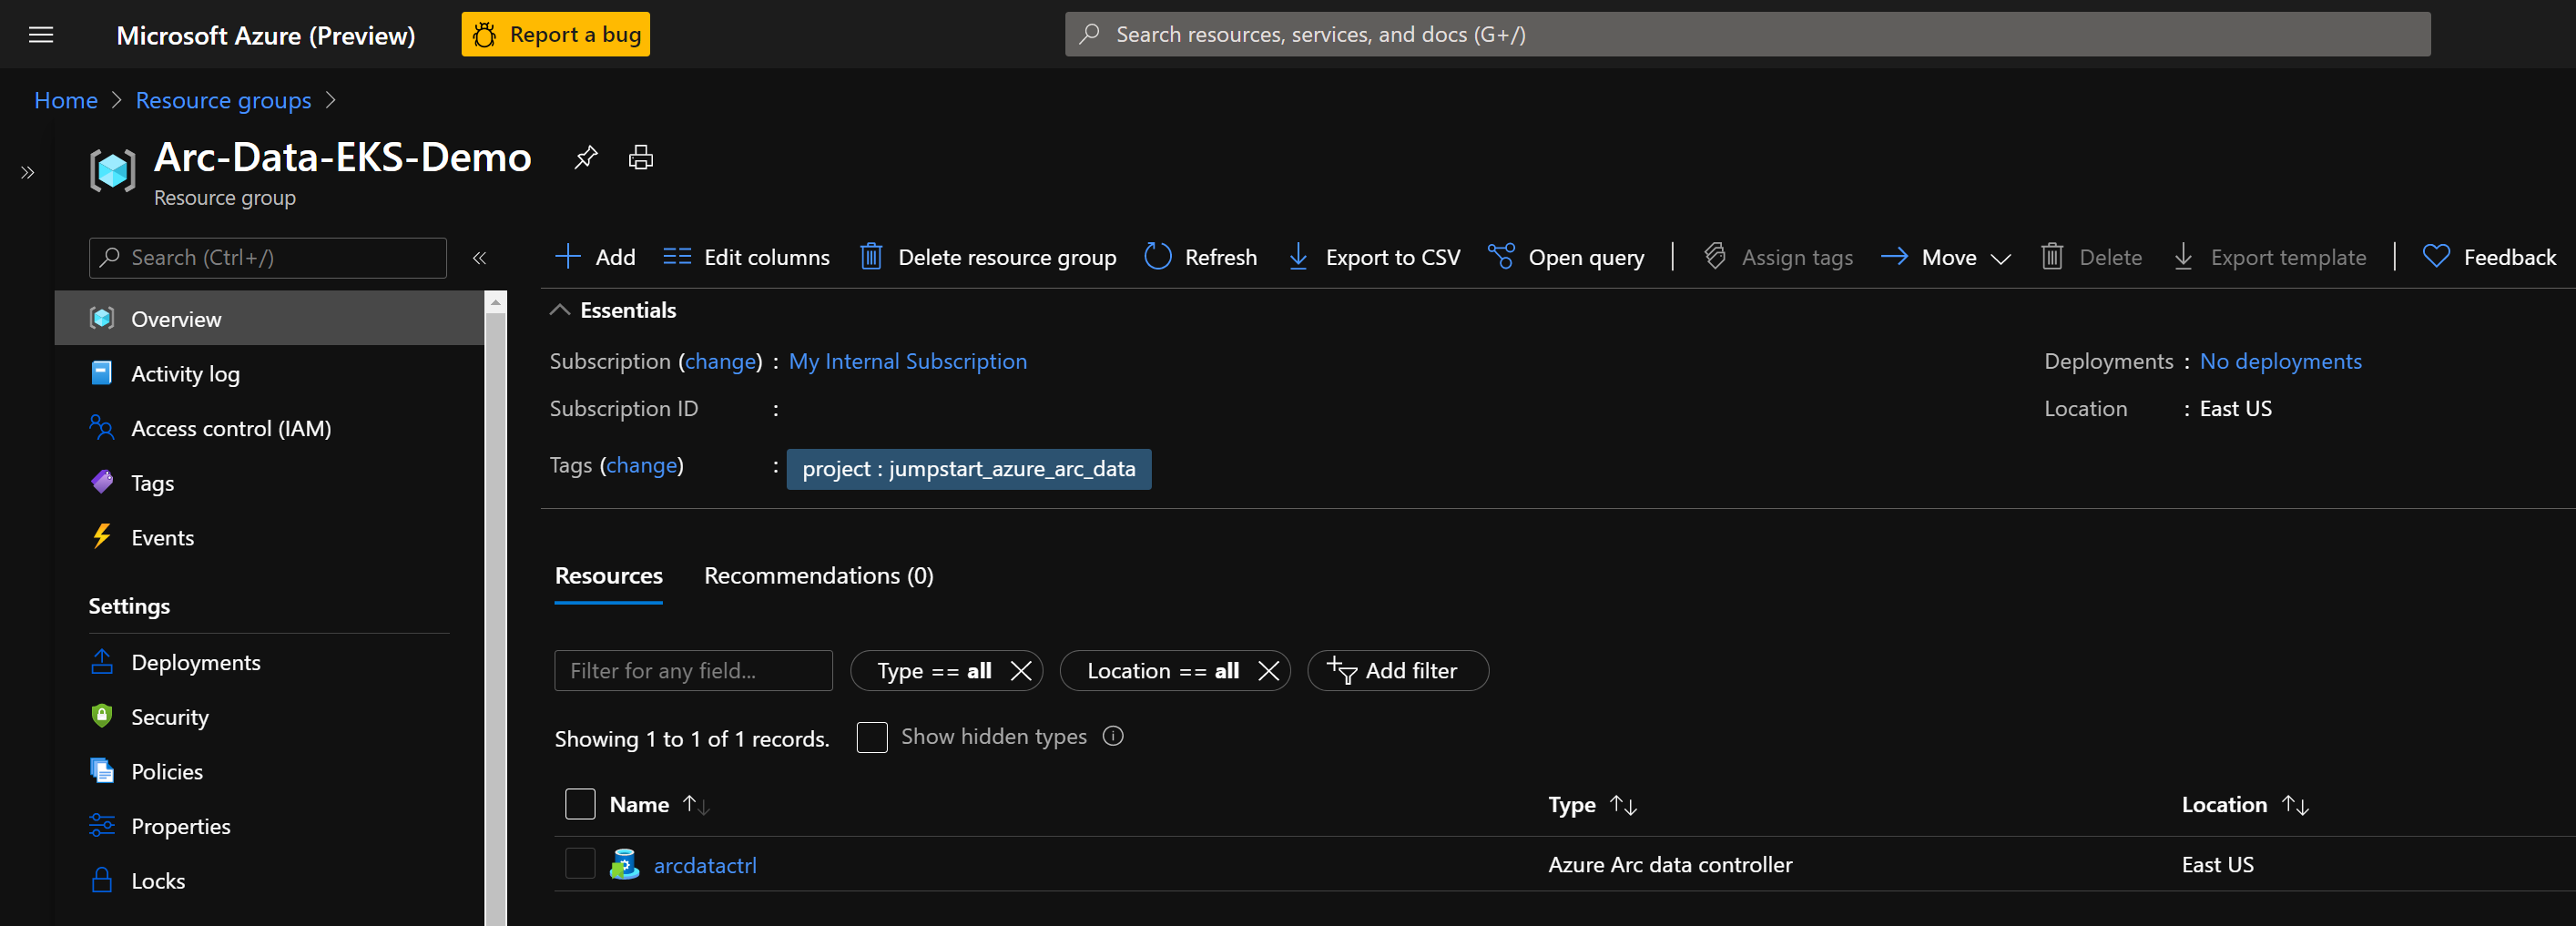 Microsoft Azure (Preview) Report a bug Search resources, services, and docs (G+/)
Home > Resource groups >
Arc-Data-EKS-Demo
Resource group
Search (Ctrl+/) « Add Edit columns Delete resource group Refresh Export to CSV Open query | Assign tags Move Delete Export template | Feedback
Overview
Activity log
Access control (IAM)
Tags
Events
Settings
Deployments
Security
Policies
Properties
Locks
Essentials
Subscription (change) : My Internal Subscription
Subscription ID :
Tags (change) : project : jumpstart_azure_arc_data
Deployments : No deployments
Location : East US
Resources Recommendations (0)
Filter for any field... Type == all Location == all Add filter
Showing 1 to 1 of 1 records. Show hidden types
Name Type Location
arcdatactrl Azure Arc data controller East US